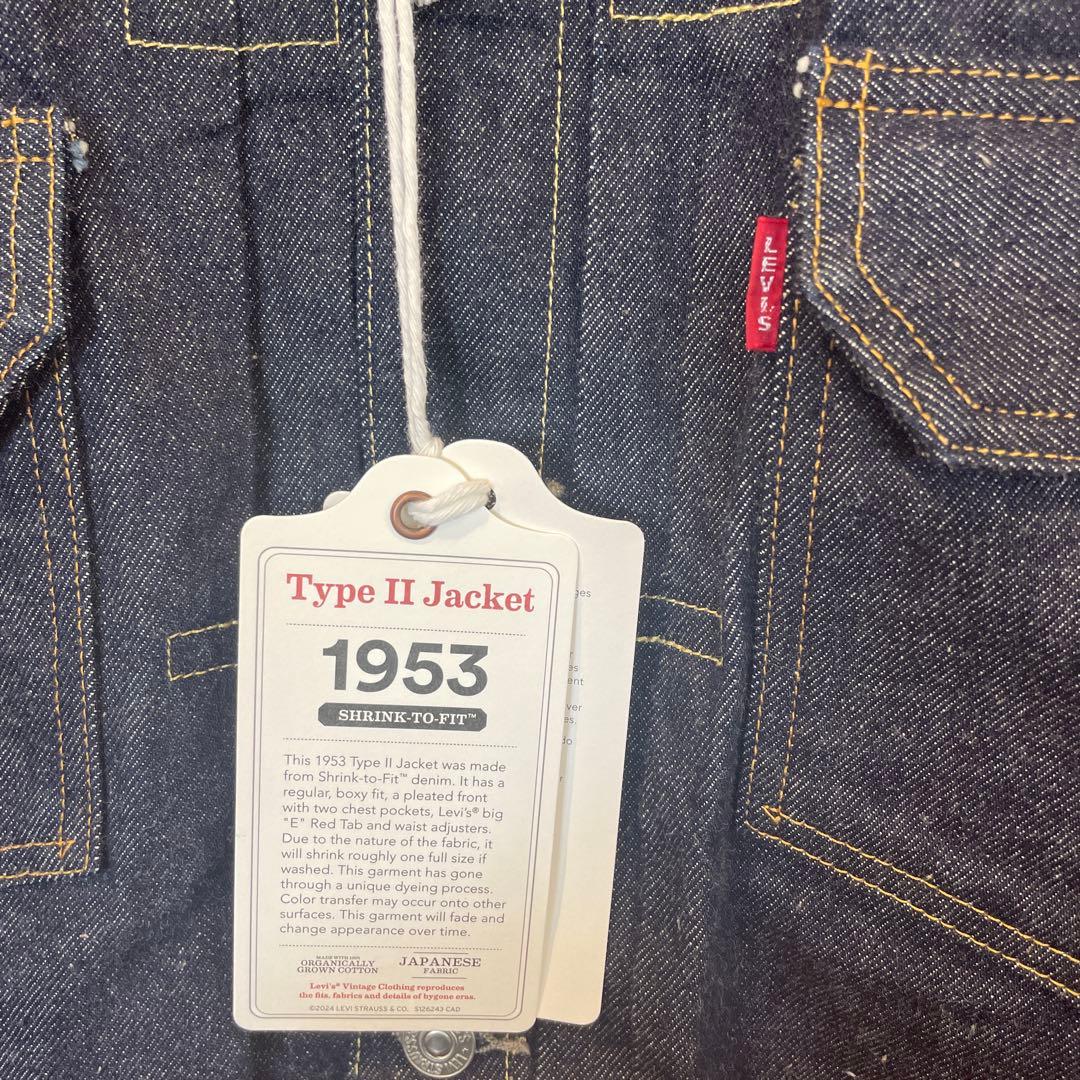 LEVI'S
Type II Jacket
1953
SHRINK-TO-FIT™
This 1953 Type II Jacket was made
from Shrink-to-Fit™ denim. It has a
regular, boxy fit, a pleated front
with two chest pockets, Levi's® big
"E" Red Tab and waist adjusters.
Due to the nature of the fabric, it
will shrink roughly one full size if
washed. This garment has gone
through a unique dyeing process.
Color transfer may occur onto other
surfaces. This garment will fade and
change appearance over time.
MADE WITH 100%
ORGANICALLY
GROWN COTTON
JAPANESE
FABRIC
Levi's® Vintage Clothing reproduces
the fits, fabrics and details of bygone eras.
©2024 LEVI STRAUSS & CO. S126243 CAD